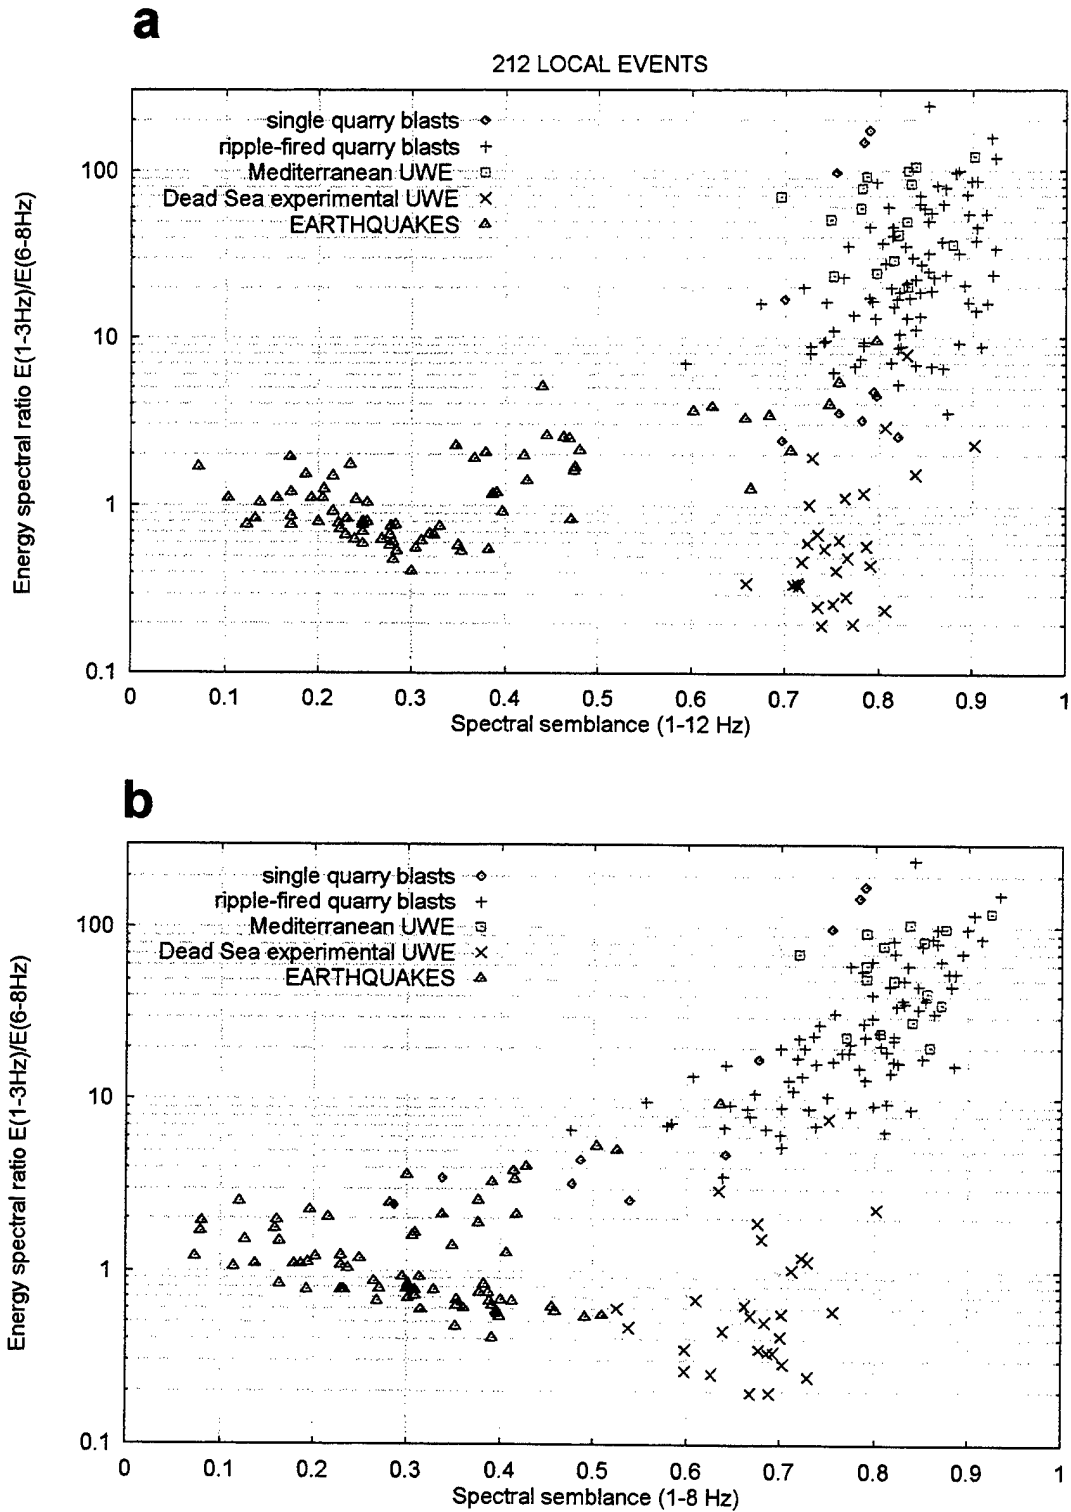 a
212 LOCAL EVENTS
single quarry blasts
ripple-fired quarry blasts
Mediterranean UWE
Dead Sea experimental UWE
EARTHQUAKES
Energy spectral ratio E(1-3Hz)/E(6-8Hz)
100
10
1
0.1
0 0.1 0.2 0.3 0.4 0.5 0.6 0.7 0.8 0.9 1
Spectral semblance (1-12 Hz)
b
single quarry blasts
ripple-fired quarry blasts
Mediterranean UWE
Dead Sea experimental UWE
EARTHQUAKES
Energy spectral ratio E(1-3Hz)/E(6-8Hz)
100
10
1
0.1
0 0.1 0.2 0.3 0.4 0.5 0.6 0.7 0.8 0.9 1
Spectral semblance (1-8 Hz)